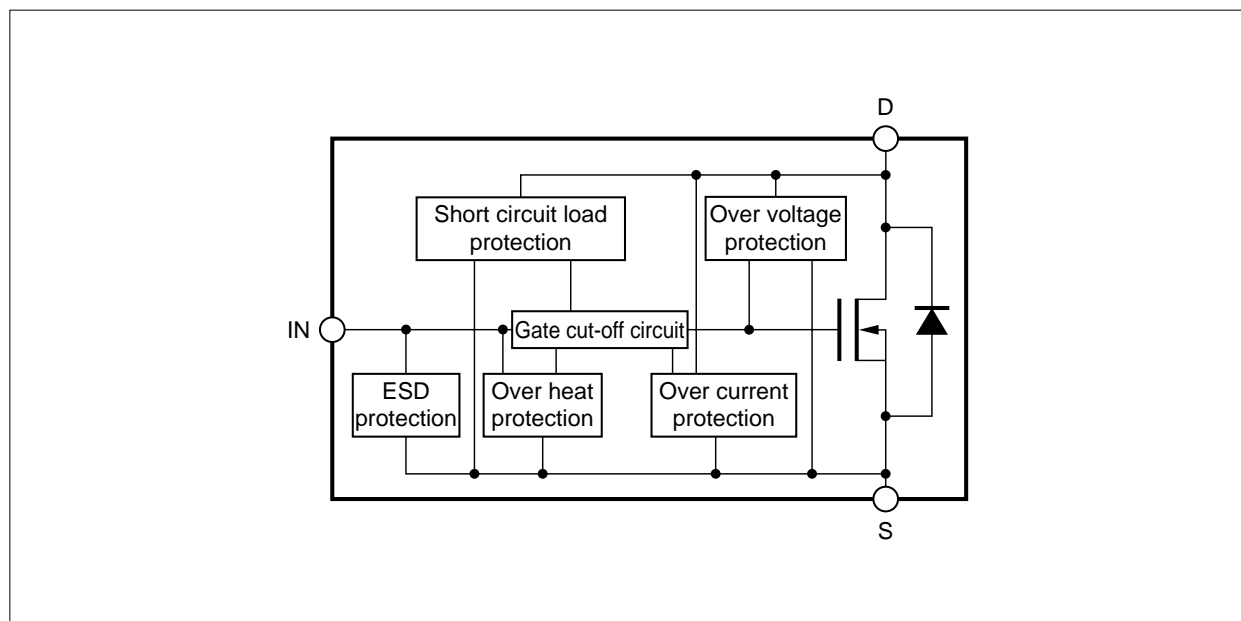 D
Short circuit load
protection
Over voltage
protection
IN
Gate cut-off circuit
ESD
protection
Over heat
protection
Over current
protection
S